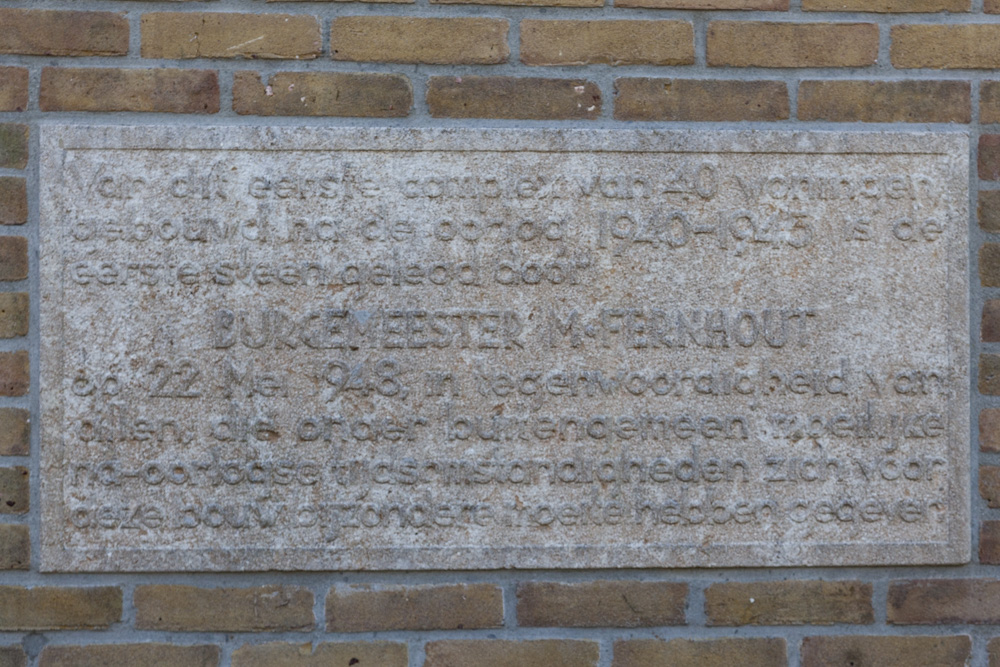 Van dit eerste complex van 40 woningen,
gebouwd na de oorlog 1940-1945 is de
eerste steen gelegd door
BURGEMEESTER M. FERNHOUT
op 22 Mei 1948, in tegenwoordigheid van
allen, die onder buitengemeen moeilijke
na-oorlogse tijdsomstandigheden zich voor
deze bouw bijzondere moeite hebben gegeven